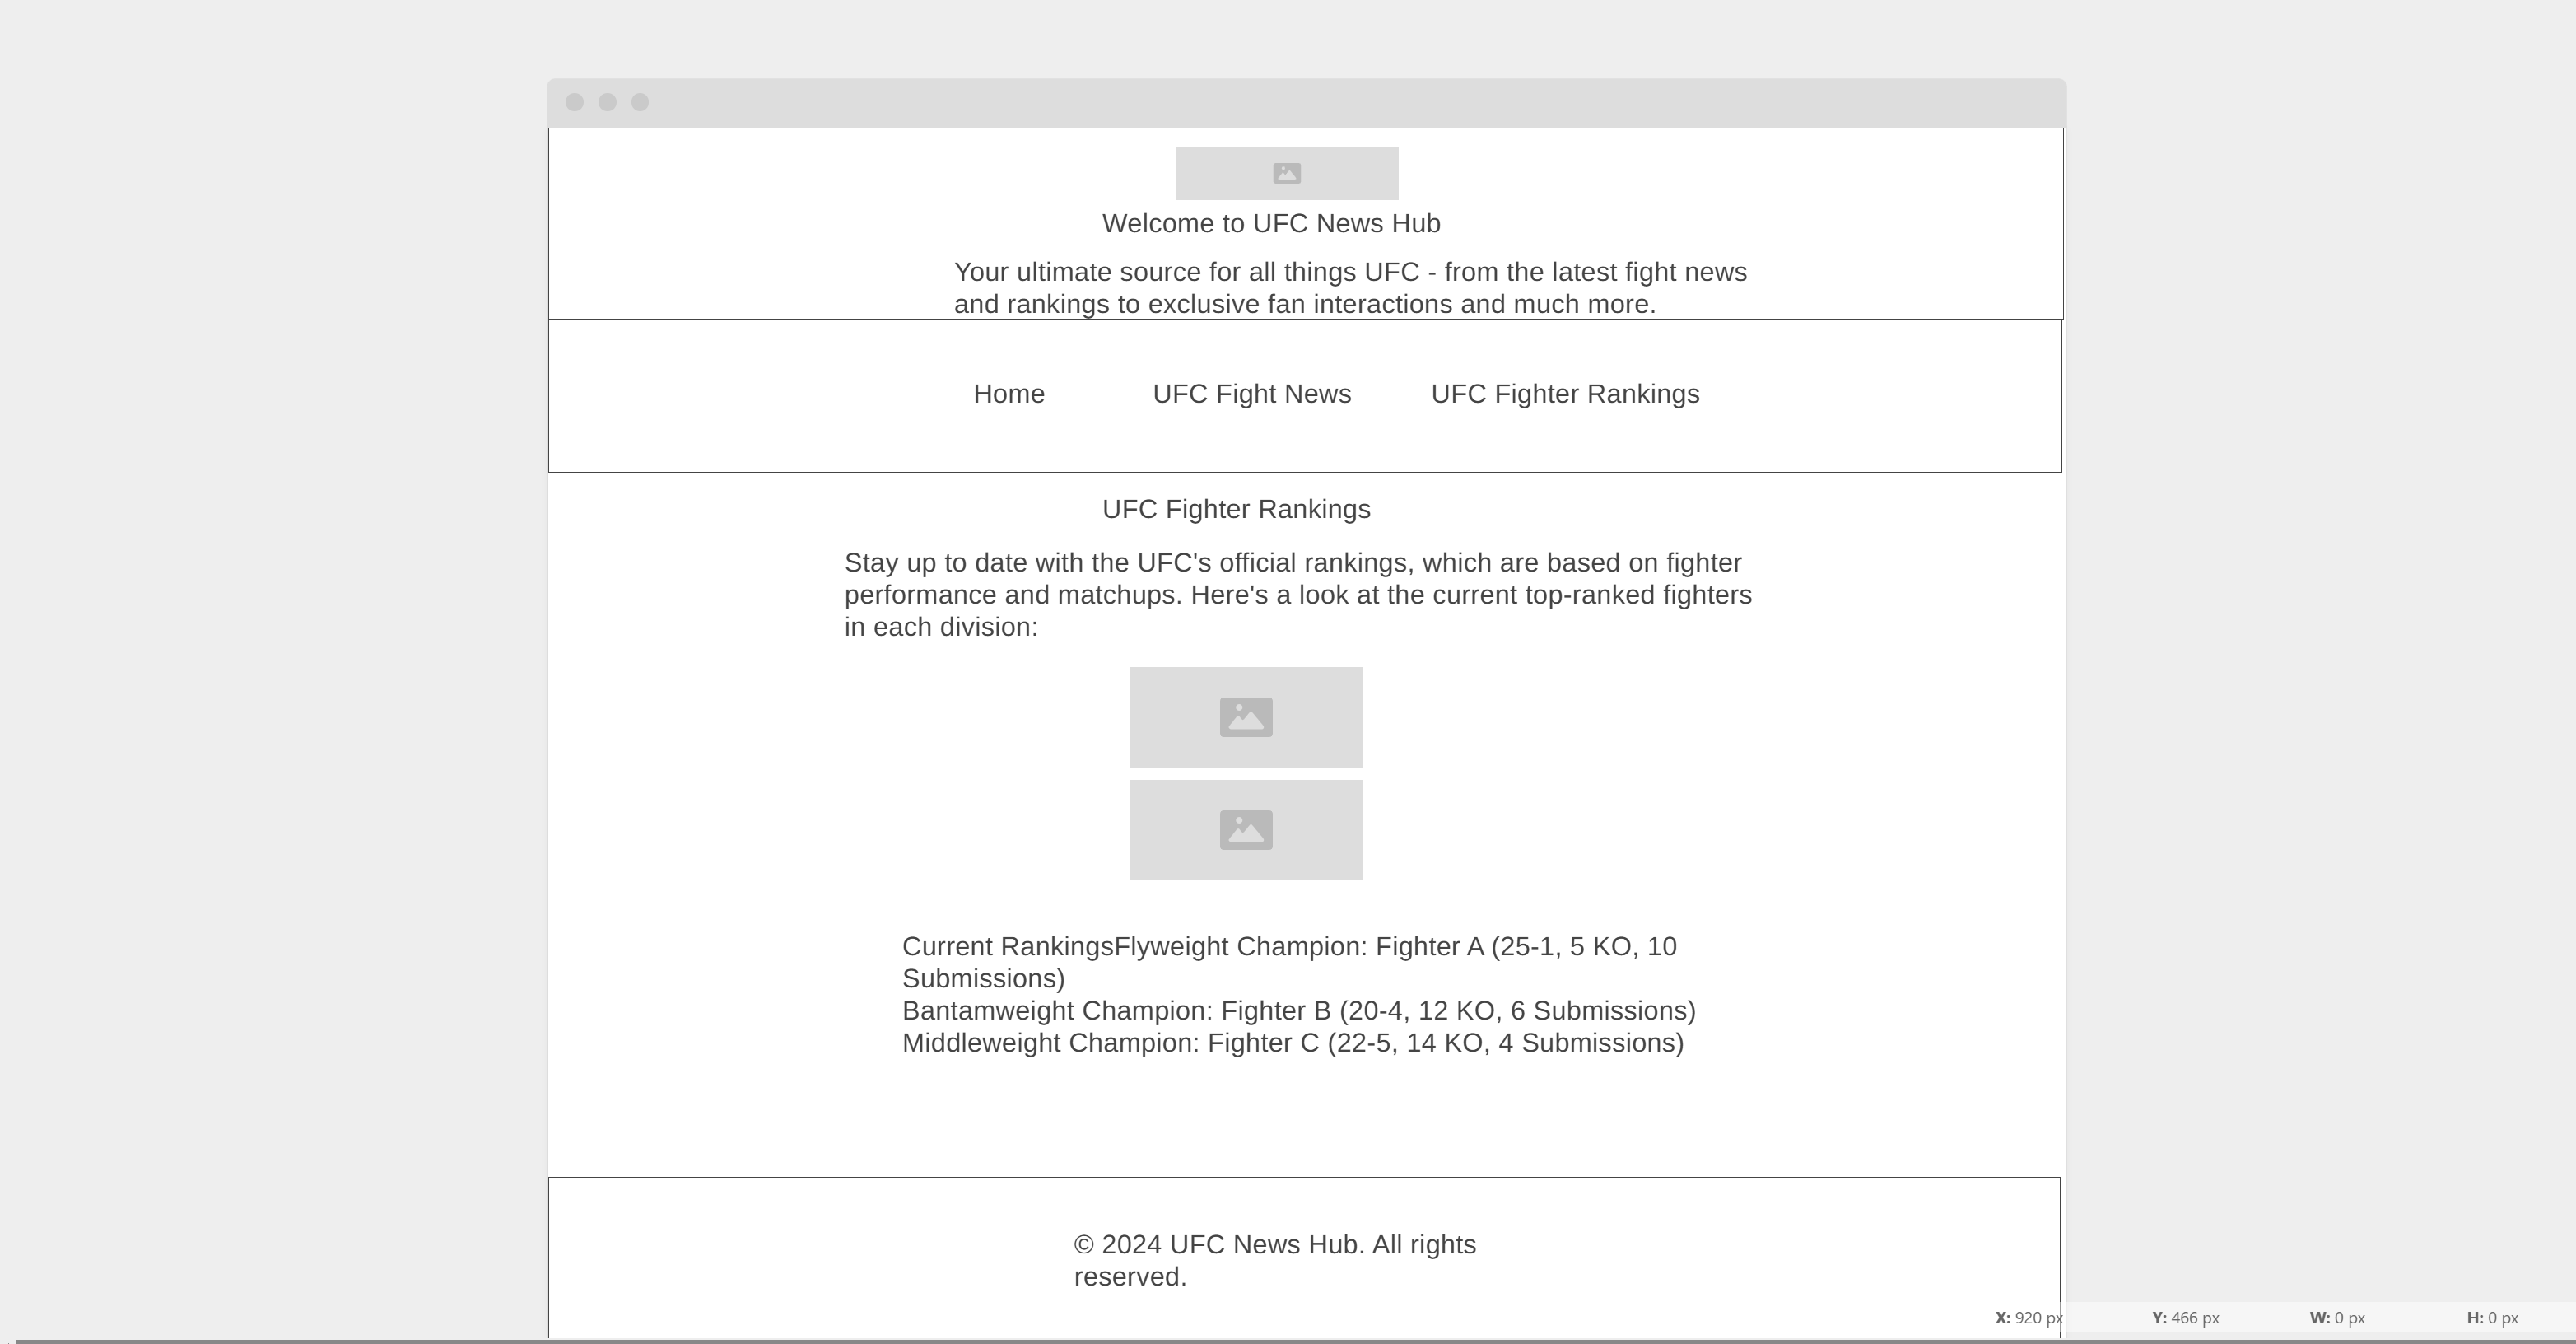 Welcome to UFC News Hub
Your ultimate source for all things UFC - from the latest fight news
and rankings to exclusive fan interactions and much more.
Home UFC Fight News UFC Fighter Rankings
UFC Fighter Rankings
Stay up to date with the UFC's official rankings, which are based on fighter
performance and matchups. Here's a look at the current top-ranked fighters
in each division:
Current RankingsFlyweight Champion: Fighter A (25-1, 5 KO, 10
Submissions)
Bantamweight Champion: Fighter B (20-4, 12 KO, 6 Submissions)
Middleweight Champion: Fighter C (22-5, 14 KO, 4 Submissions)
© 2024 UFC News Hub. All rights
reserved.
X: 920 px Y: 466 px W: 0 px H: 0 px